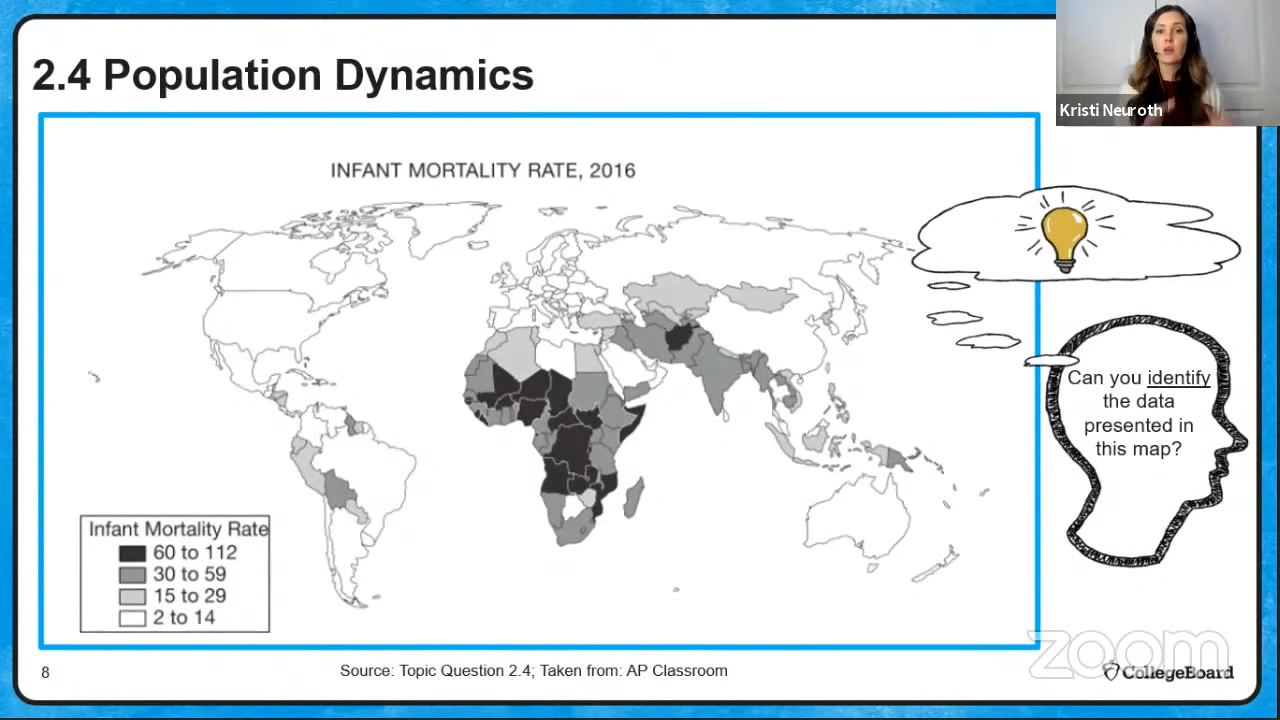 2.4 Population Dynamics
Kristi Neuroth
INFANT MORTALITY RATE, 2016
Can you identify
the data
presented in
this map?
Infant Mortality Rate
60 to 112
30 to 59
15 to 29
2 to 14
8
Source: Topic Question 2.4; Taken from: AP Classroom
zoom
CollegeBoard